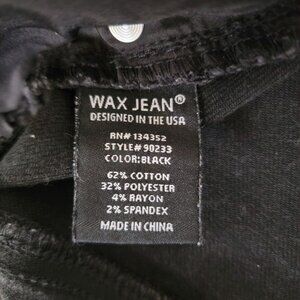 WAX JEAN®
DESIGNED IN THE USA
RN# 134352
STYLE# 90233
COLOR: BLACK
62% COTTON
32% POLYESTER
4% RAYON
2% SPANDEX
MADE IN CHINA